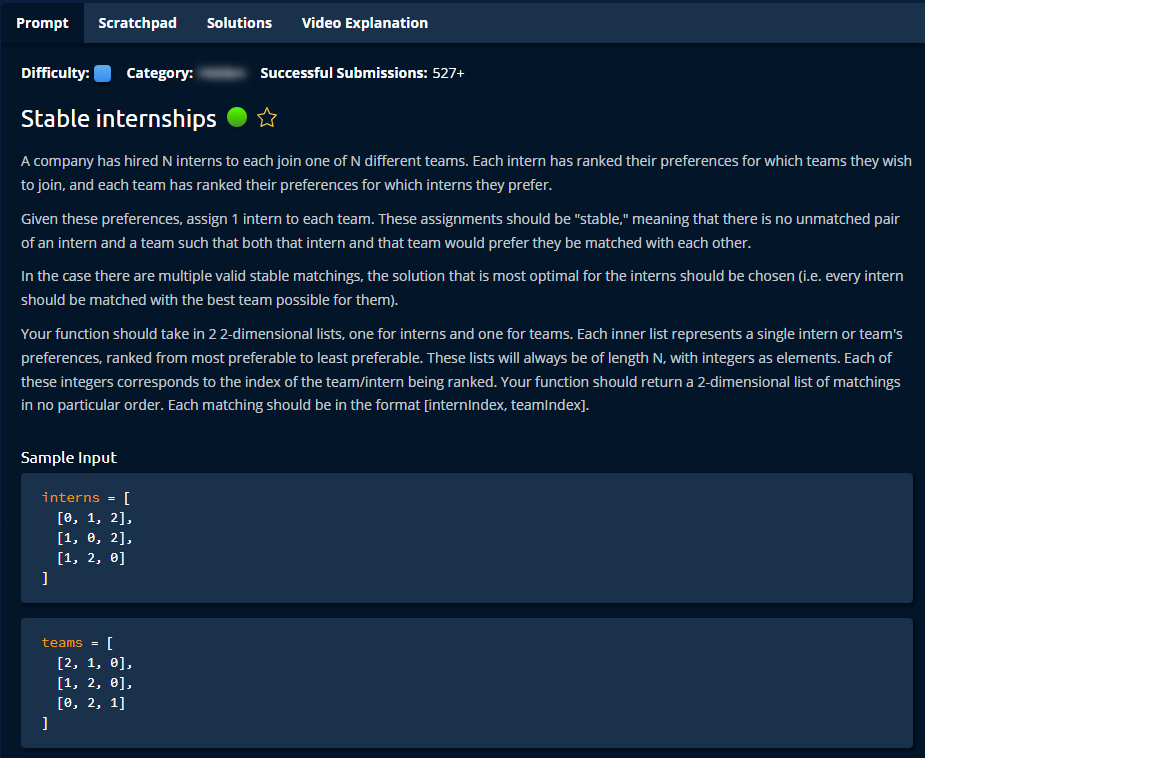 Prompt Scratchpad Solutions Video Explanation
Difficulty: Category: Successful Submissions: 527+
Stable internships
A company has hired N interns to each join one of N different teams. Each intern has ranked their preferences for which teams they wish
to join, and each team has ranked their preferences for which interns they prefer.
Given these preferences, assign 1 intern to each team. These assignments should be "stable," meaning that there is no unmatched pair
of an intern and a team such that both that intern and that team would prefer they be matched with each other.
In the case there are multiple valid stable matchings, the solution that is most optimal for the interns should be chosen (i.e. every intern
should be matched with the best team possible for them).
Your function should take in 2 2-dimensional lists, one for interns and one for teams. Each inner list represents a single intern or team's
preferences, ranked from most preferable to least preferable. These lists will always be of length N, with integers as elements. Each of
these integers corresponds to the index of the team/intern being ranked. Your function should return a 2-dimensional list of matchings
in no particular order. Each matching should be in the format [internIndex, teamIndex].
Sample Input
interns = [
[0, 1, 2],
[1, 0, 2],
[1, 2, 0]
]
teams = [
[2, 1, 0],
[1, 2, 0],
[0, 2, 1]
]